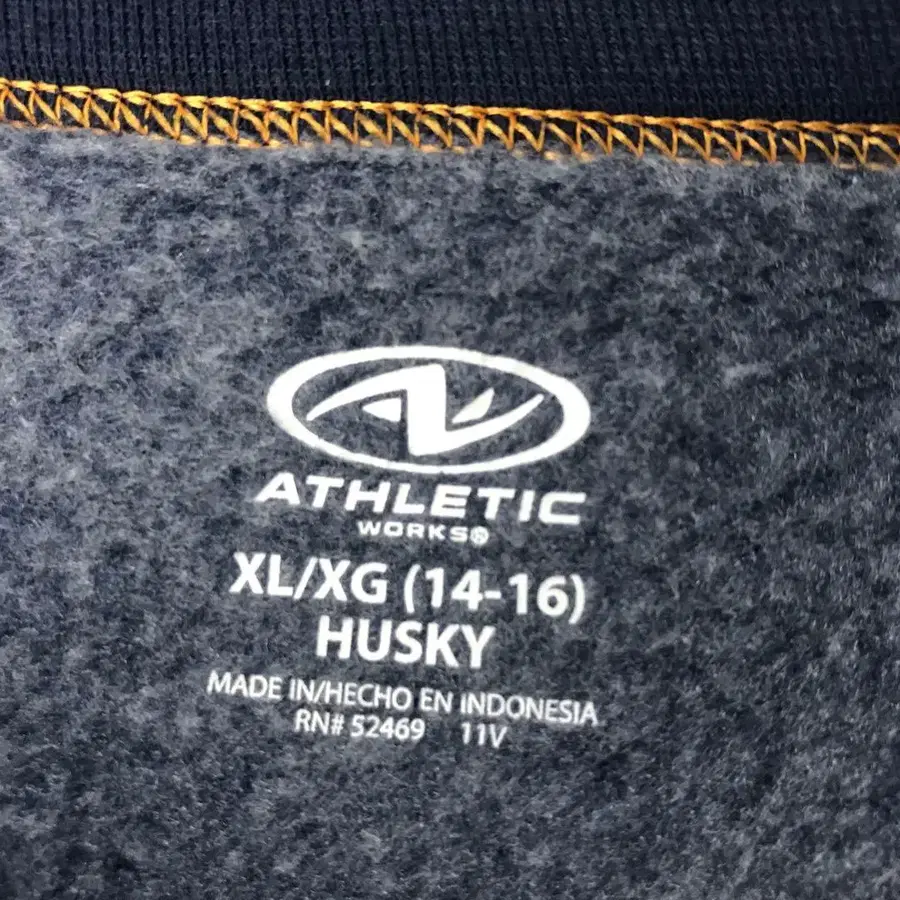 ATHLETIC
WORKS®
XL/XG (14-16)
HUSKY
MADE IN/HECHO EN INDONESIA
RN# 52469 11V